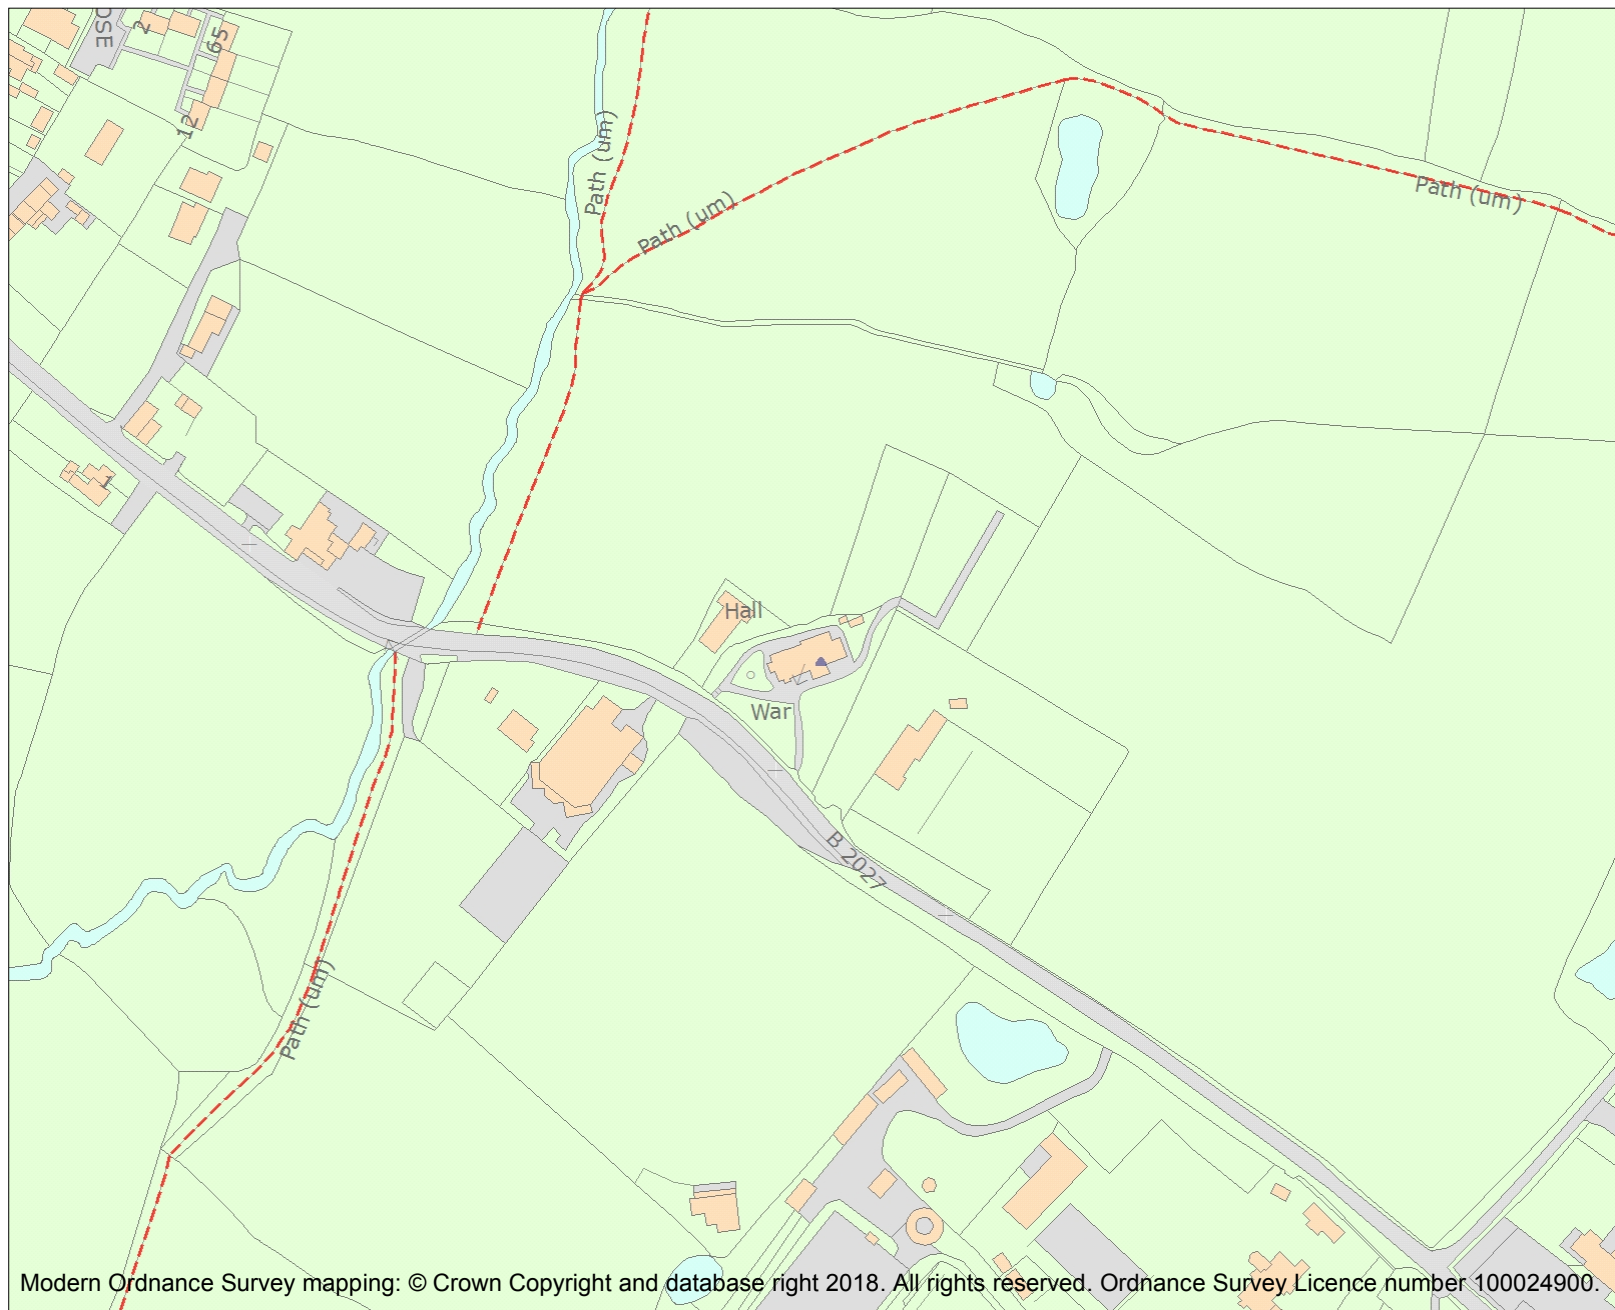 OSE
2
65
12
Path (um)
Path (um)
Path (um)
1
Hall
War
B 2027
Path (um)
Modern Ordnance Survey mapping: © Crown Copyright and database right 2018. All rights reserved. Ordnance Survey Licence number 100024900.